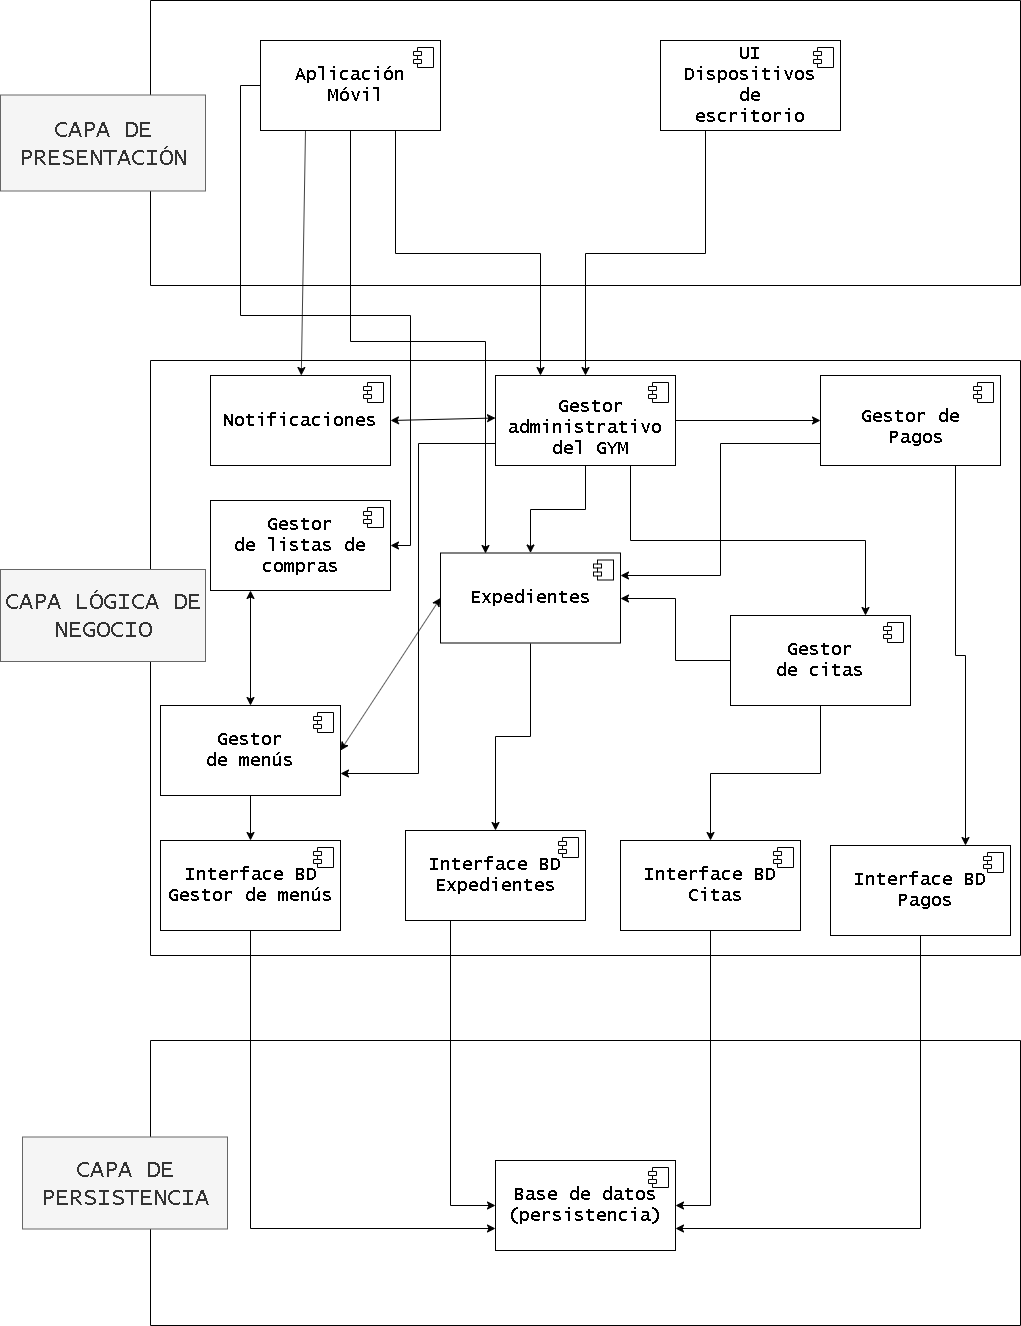 Aplicación
Móvil
UI
Dispositivos
de
escritorio
CAPA DE
PRESENTACIÓN
Notificaciones
Gestor
administrativo
del GYM
Gestor de
Pagos
Gestor
de listas de
compras
Expedientes
CAPA LÓGICA DE
NEGOCIO
Gestor
de citas
Gestor
de menús
Interface BD
Gestor de menús
Interface BD
Expedientes
Interface BD
Citas
Interface BD
Pagos
CAPA DE
PERSISTENCIA
Base de datos
(persistencia)